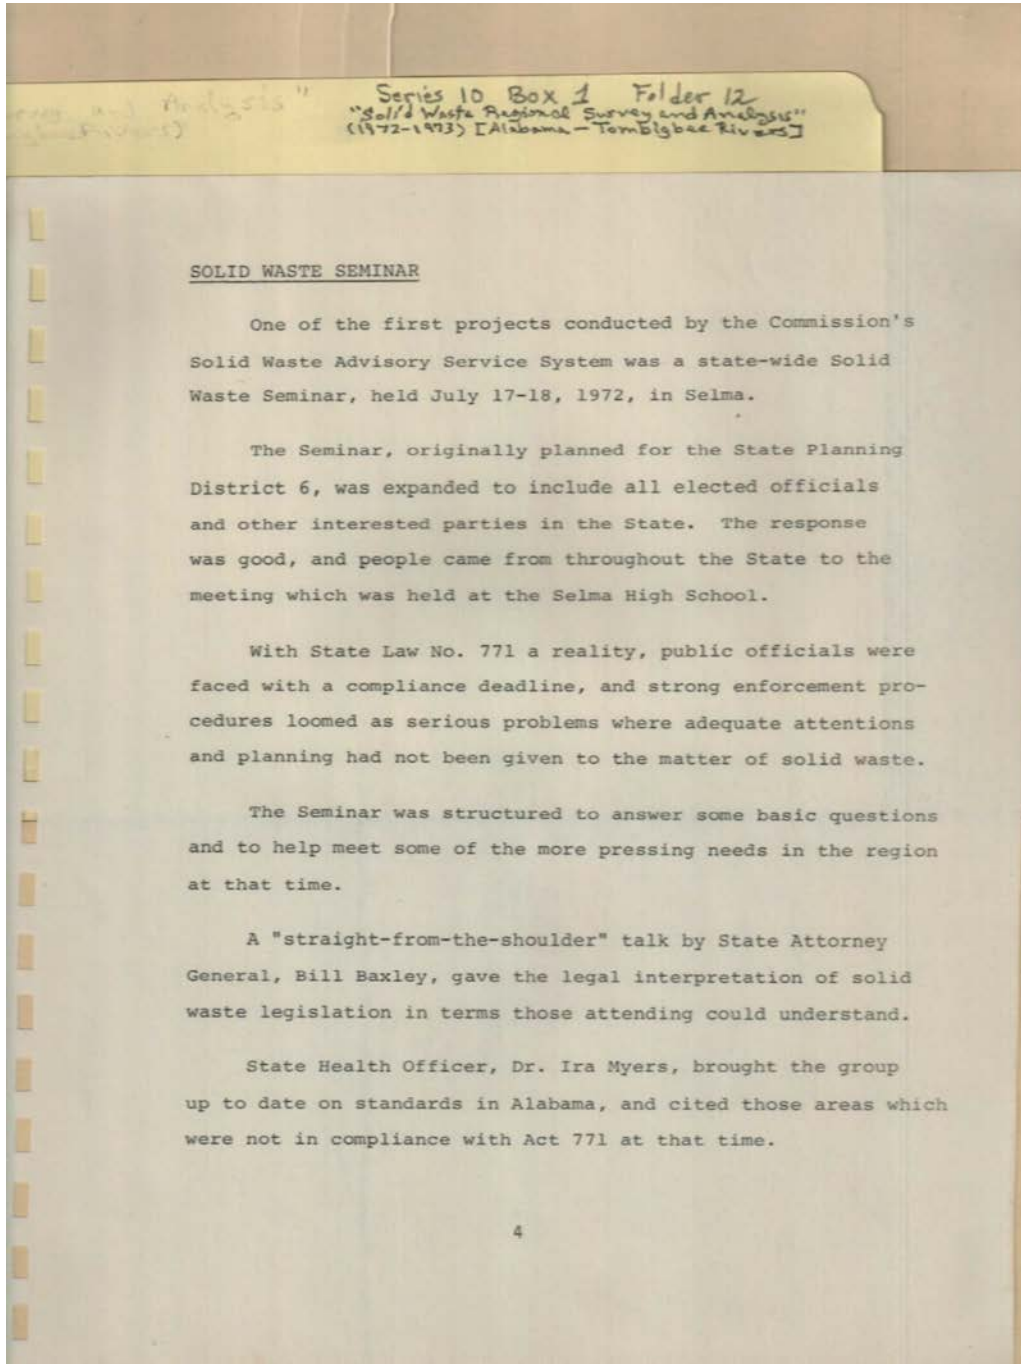 Series 10 Box 1 Folder 12
"Solid Waste Regional Survey and Analysis"
(1972-1973) [Alabama - Tombigbee Rivers]
and Analysis"
Rivers)
SOLID WASTE SEMINAR
One of the first projects conducted by the Commission's
Solid Waste Advisory Service System was a state-wide Solid
Waste Seminar, held July 17-18, 1972, in Selma.
The Seminar, originally planned for the State Planning
District 6, was expanded to include all elected officials
and other interested parties in the State. The response
was good, and people came from throughout the State to the
meeting which was held at the Selma High School.
With State Law No. 771 a reality, public officials were
faced with a compliance deadline, and strong enforcement pro-
cedures loomed as serious problems where adequate attentions
and planning had not been given to the matter of solid waste.
The Seminar was structured to answer some basic questions
and to help meet some of the more pressing needs in the region
at that time.
A "straight-from-the-shoulder" talk by State Attorney
General, Bill Baxley, gave the legal interpretation of solid
waste legislation in terms those attending could understand.
State Health Officer, Dr. Ira Myers, brought the group
up to date on standards in Alabama, and cited those areas which
were not in compliance with Act 771 at that time.
4